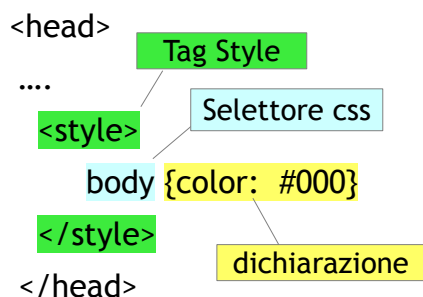 <head>
Tag Style
....
Selettore css
<style>
body {color: #000}
</style>
dichiarazione
</head>